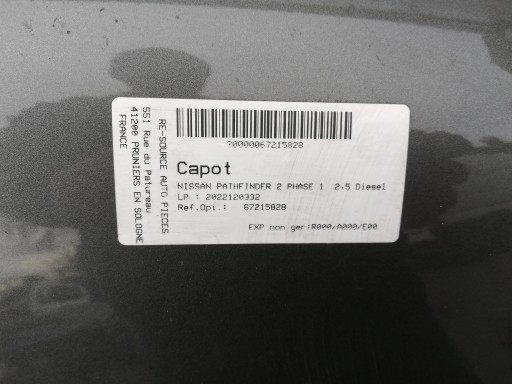 70000067215828
Capot
NISSAN PATHFINDER 2 PHASE 1 2.5 Diesel
LP : 2022120332
Ref.Opi : 67215828
EXP non gar:R000/A000/E00
RE-SOURCE AUTO PIECES
551 Rue du Patureau
41200 PRUNIERS EN SOLOGNE
FRANCE